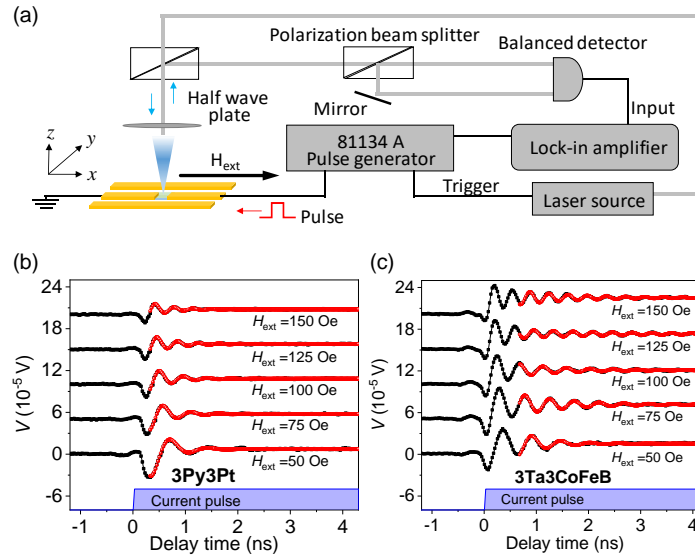 (a)
Polarization beam splitter
Balanced detector
Half wave
plate
Mirror
Input
z
y
x
H_ext
81134 A
Pulse generator
Lock-in amplifier
Trigger
Laser source
Pulse
(b)
V (10⁻⁵ V)
24
18
12
6
0
-6
H_ext =150 Oe
H_ext =125 Oe
H_ext =100 Oe
H_ext =75 Oe
H_ext =50 Oe
3Py3Pt
Current pulse
-1 0 1 2 3 4
Delay time (ns)
(c)
V (10⁻⁵ V)
24
18
12
6
0
-6
H_ext =150 Oe
H_ext =125 Oe
H_ext =100 Oe
H_ext =75 Oe
H_ext =50 Oe
3Ta3CoFeB
Current pulse
-1 0 1 2 3 4
Delay time (ns)